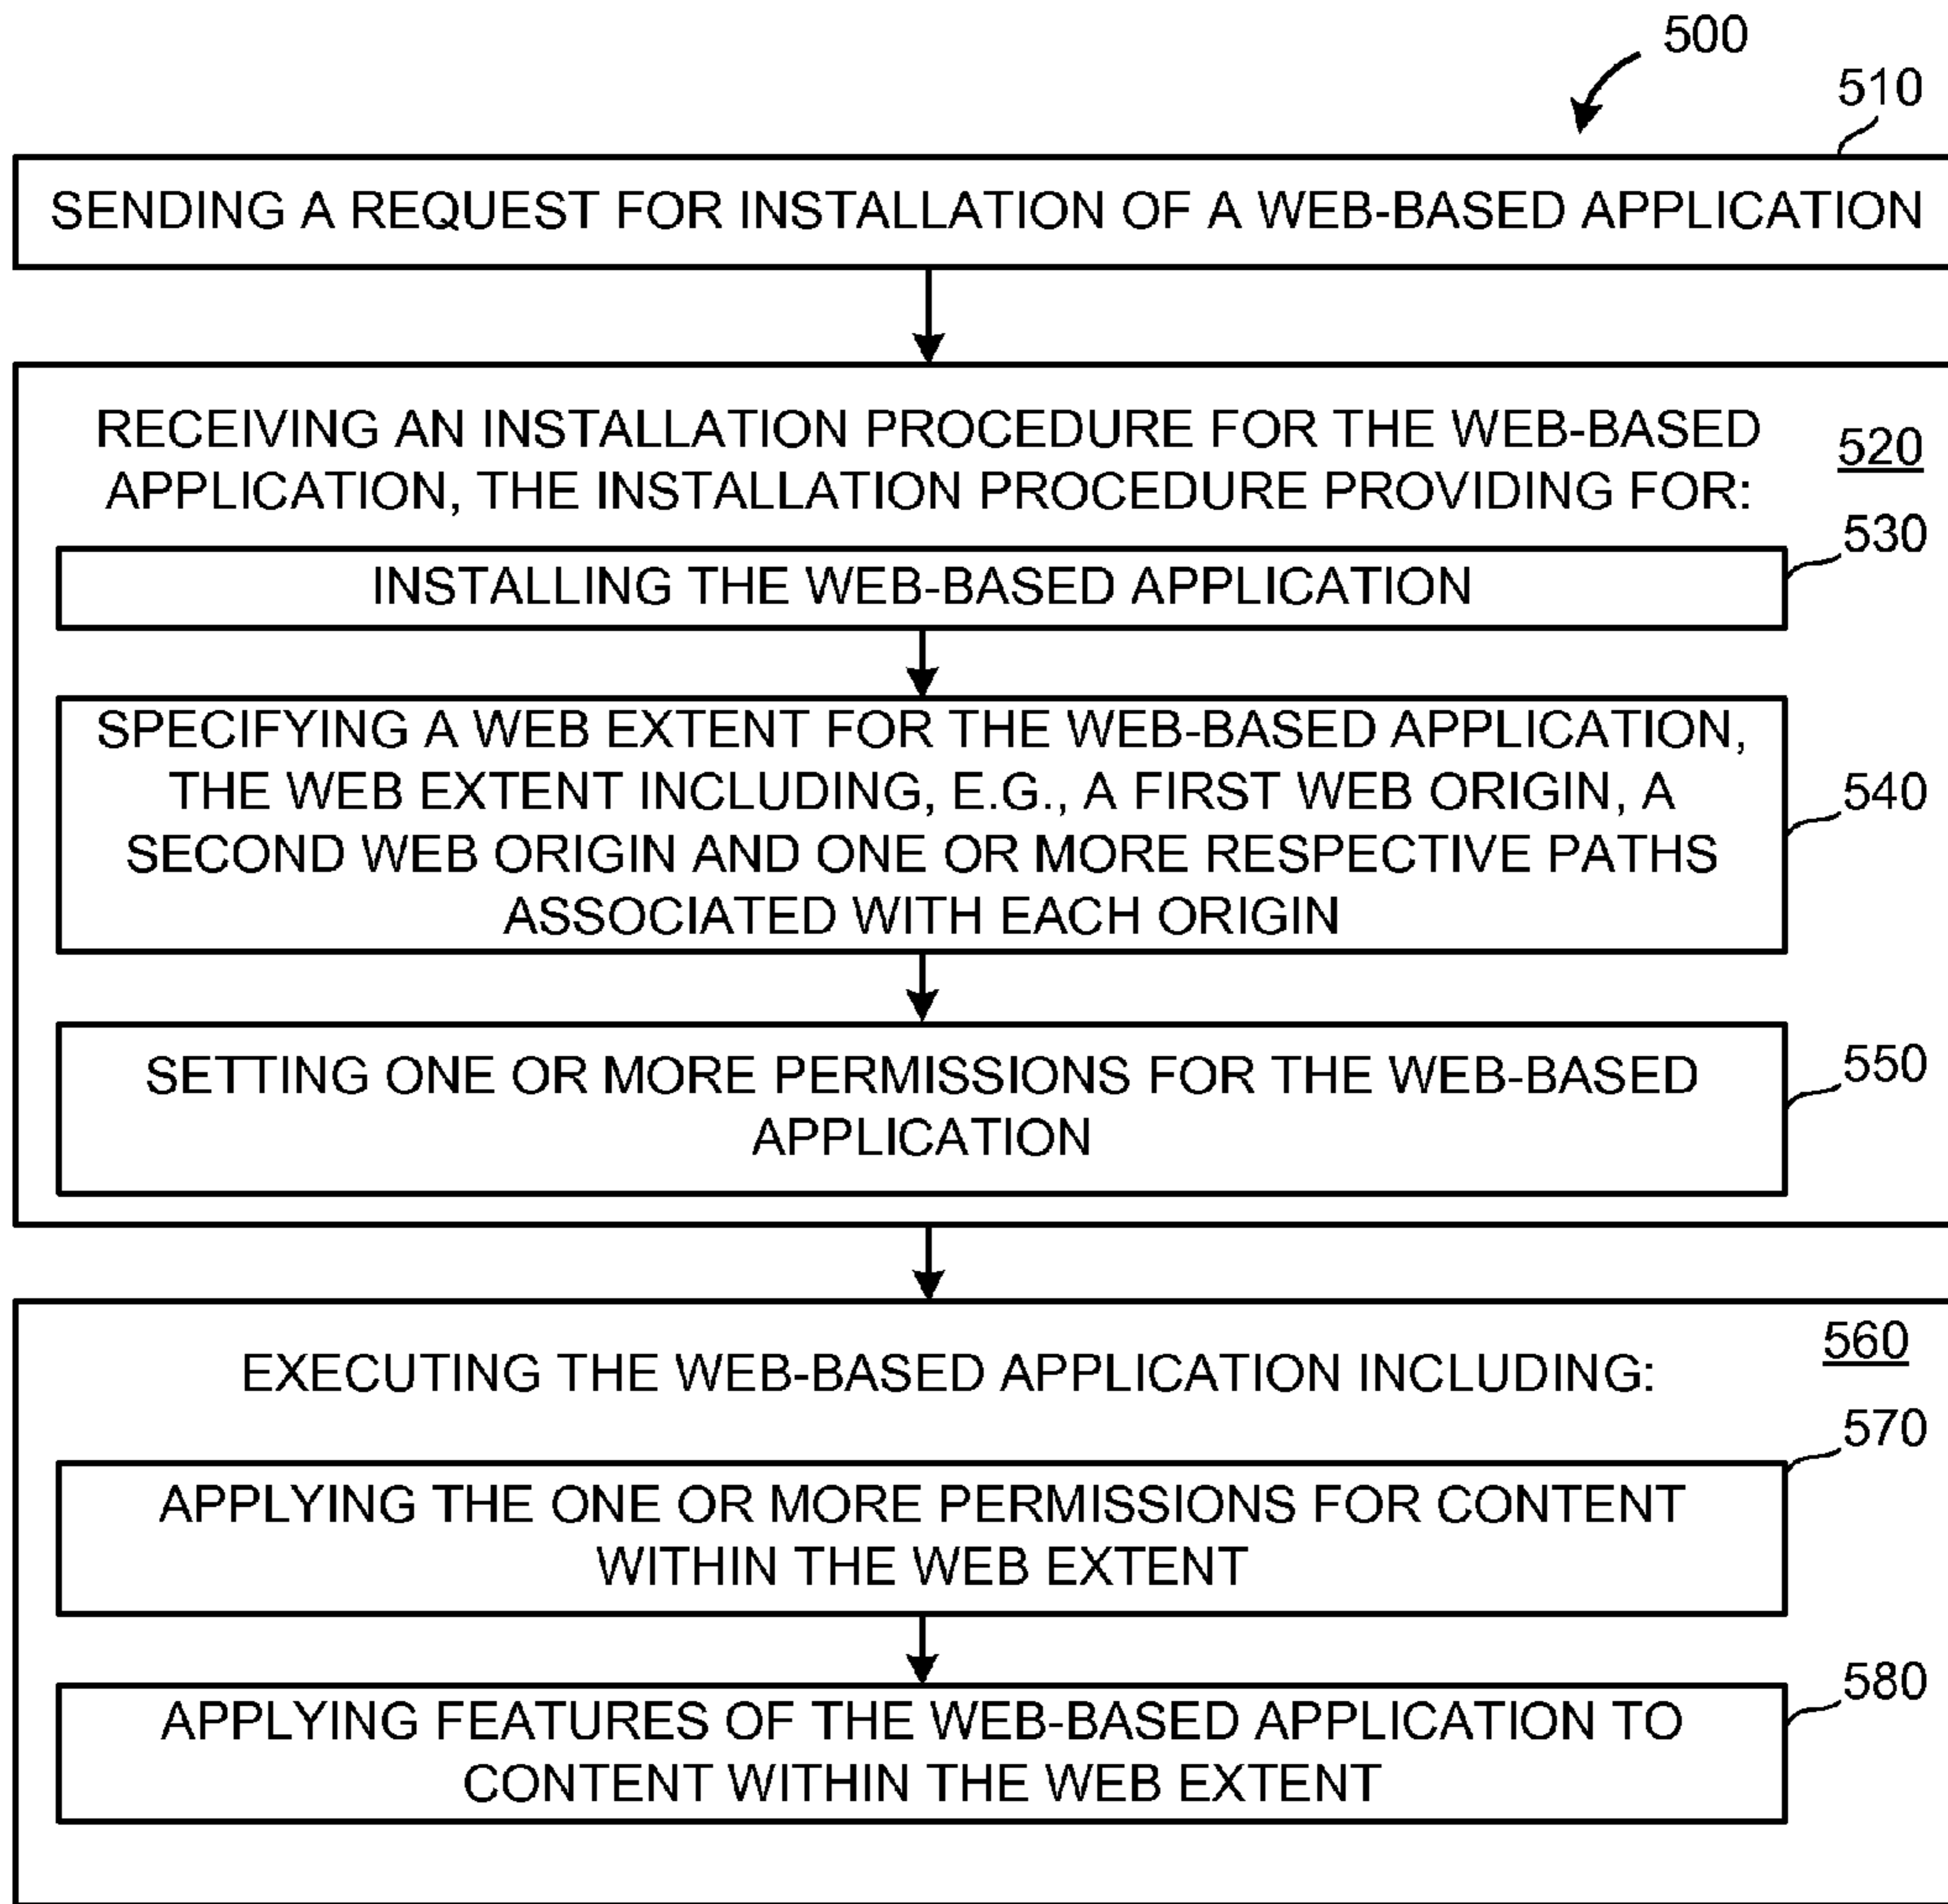 500
510
SENDING A REQUEST FOR INSTALLATION OF A WEB-BASED APPLICATION
RECEIVING AN INSTALLATION PROCEDURE FOR THE WEB-BASED
APPLICATION, THE INSTALLATION PROCEDURE PROVIDING FOR:
520
530
INSTALLING THE WEB-BASED APPLICATION
SPECIFYING A WEB EXTENT FOR THE WEB-BASED APPLICATION,
THE WEB EXTENT INCLUDING, E.G., A FIRST WEB ORIGIN, A
SECOND WEB ORIGIN AND ONE OR MORE RESPECTIVE PATHS
ASSOCIATED WITH EACH ORIGIN
540
SETTING ONE OR MORE PERMISSIONS FOR THE WEB-BASED
APPLICATION
550
560
EXECUTING THE WEB-BASED APPLICATION INCLUDING:
570
APPLYING THE ONE OR MORE PERMISSIONS FOR CONTENT
WITHIN THE WEB EXTENT
580
APPLYING FEATURES OF THE WEB-BASED APPLICATION TO
CONTENT WITHIN THE WEB EXTENT